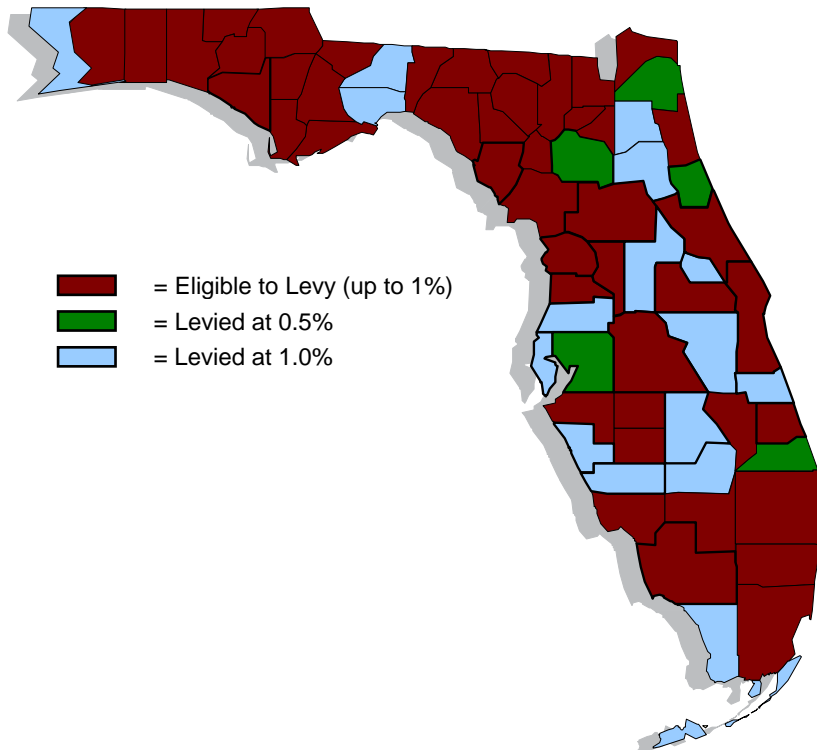 = Eligible to Levy (up to 1%)
= Levied at 0.5%
= Levied at 1.0%